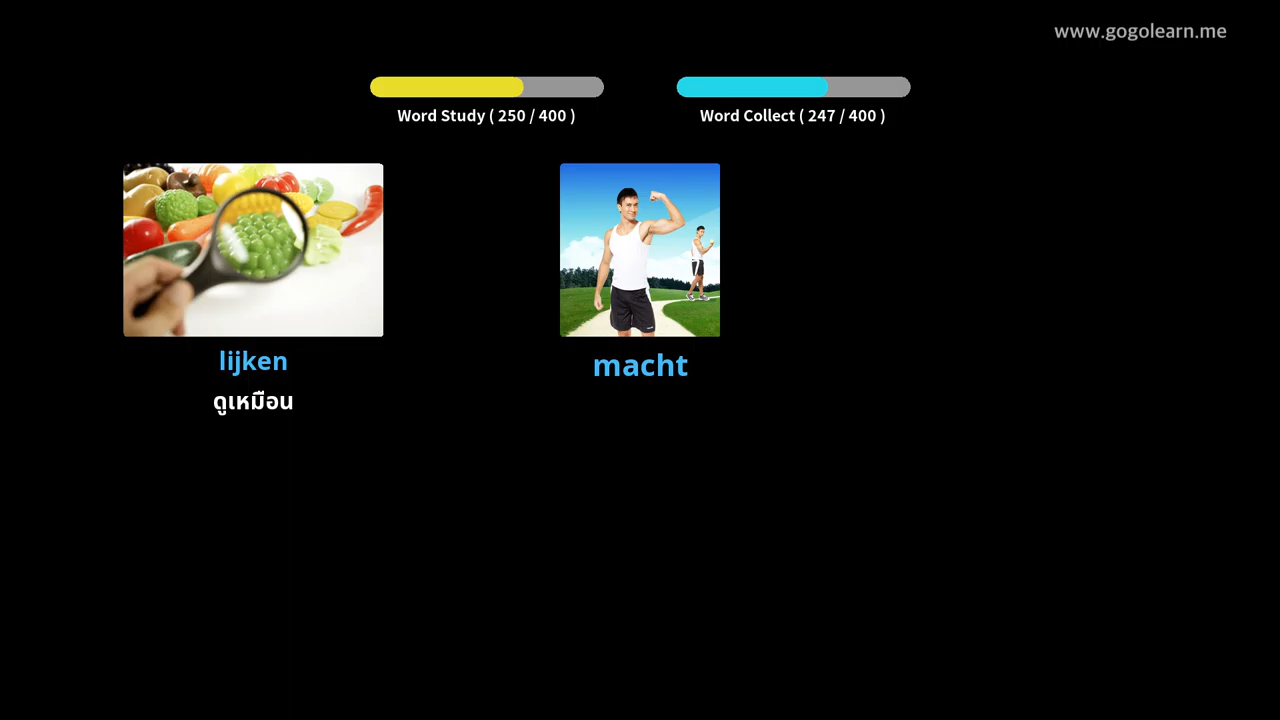 www.gogolearn.me
Word Study ( 250 / 400 )
Word Collect ( 247 / 400 )
lijken
ดูเหมือน
macht